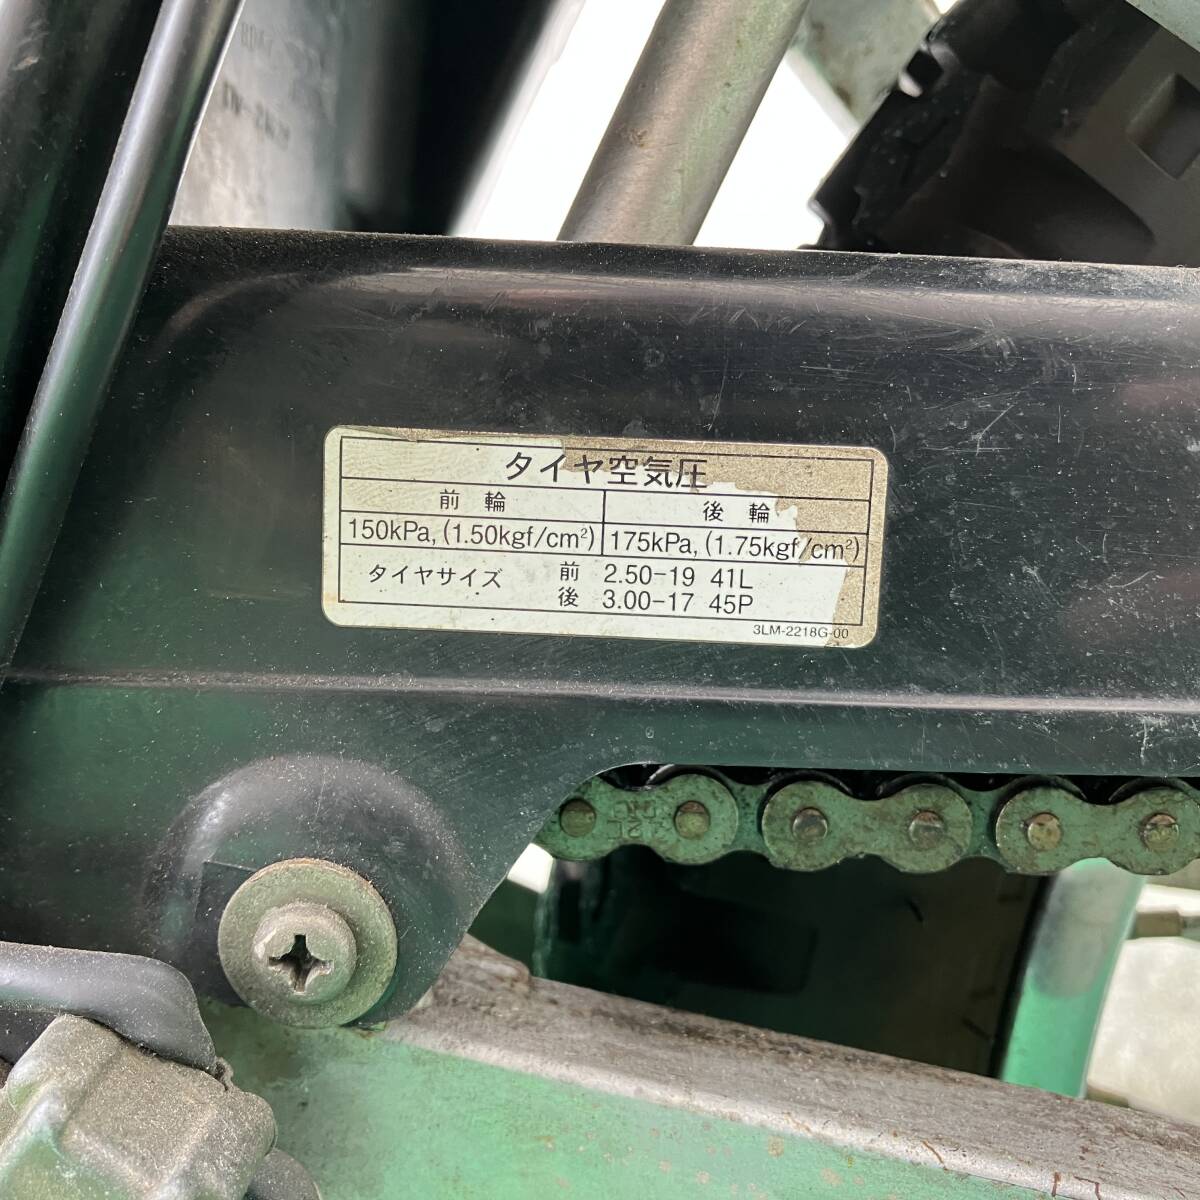 タイヤ空気圧
前輪 後輪
150kPa, (1.50kgf/cm²) 175kPa, (1.75kgf/cm²)
タイヤサイズ 前 2.50-19 41L
後 3.00-17 45P
3LM-2218G-00